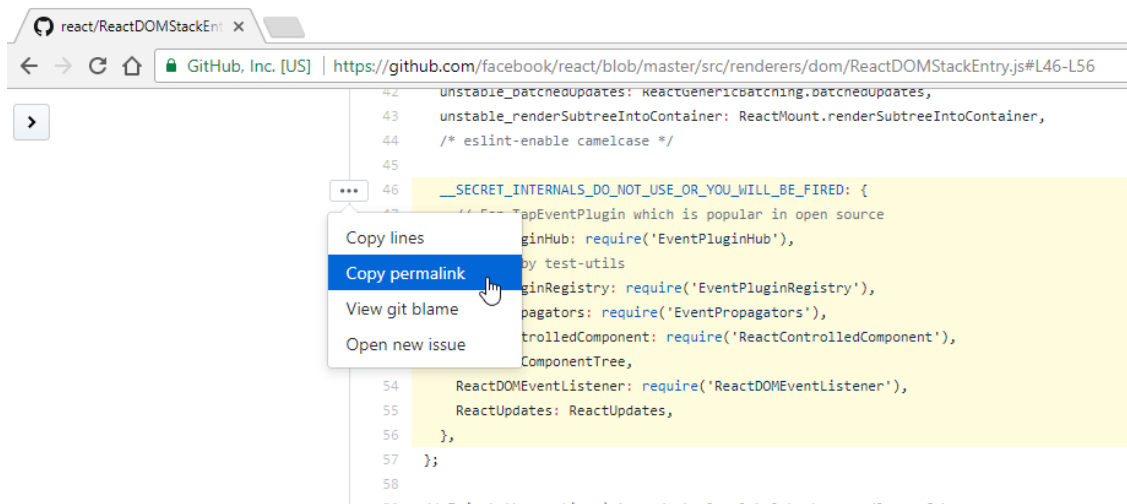 react/ReactDOMStackEnt
GitHub, Inc. [US] | https://github.com/facebook/react/blob/master/src/renderers/dom/ReactDOMStackEntry.js#L46-L56
42 unstable_batchedUpdates: ReactGenericBatching.batchedUpdates,
43 unstable_renderSubtreeIntoContainer: ReactMount.renderSubtreeIntoContainer,
44 /* eslint-enable camelcase */
45
46 __SECRET_INTERNALS_DO_NOT_USE_OR_YOU_WILL_BE_FIRED: {
TapEventPlugin which is popular in open source
Copy lines
ginHub: require('EventPluginHub'),
by test-utils
Copy permalink
ginRegistry: require('EventPluginRegistry'),
View git blame
pagators: require('EventPropagators'),
trolledComponent: require('ReactControlledComponent'),
Open new issue
ComponentTree,
54 ReactDOMEventListener: require('ReactDOMEventListener'),
55 ReactUpdates: ReactUpdates,
56 },
57 };
58